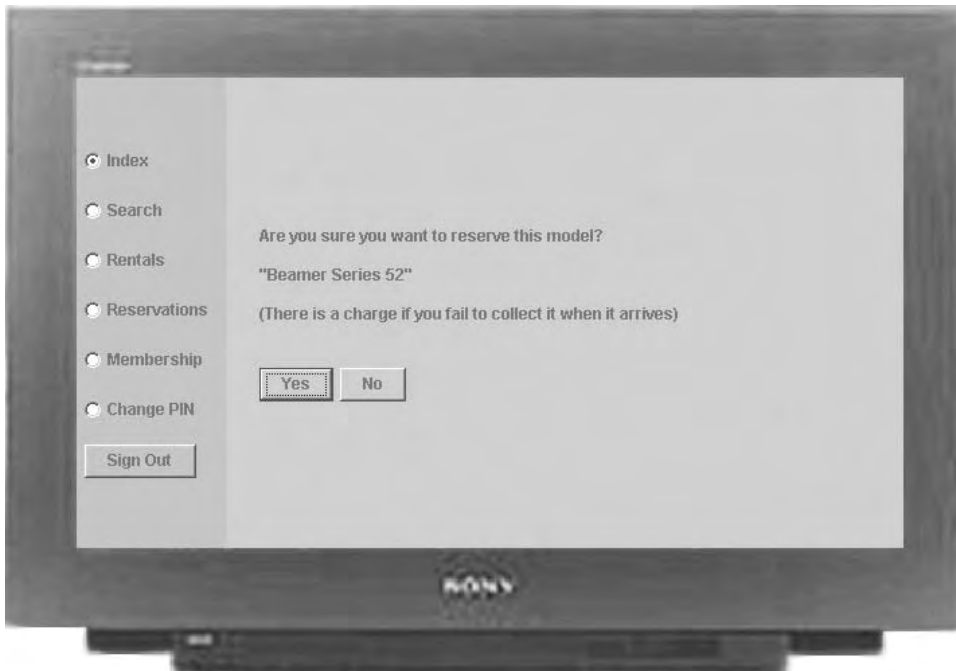 Index
Search
Rentals
Reservations
Membership
Change PIN
Sign Out
Are you sure you want to reserve this model?
"Beamer Series 52"
(There is a charge if you fail to collect it when it arrives)
Yes
No
SONY